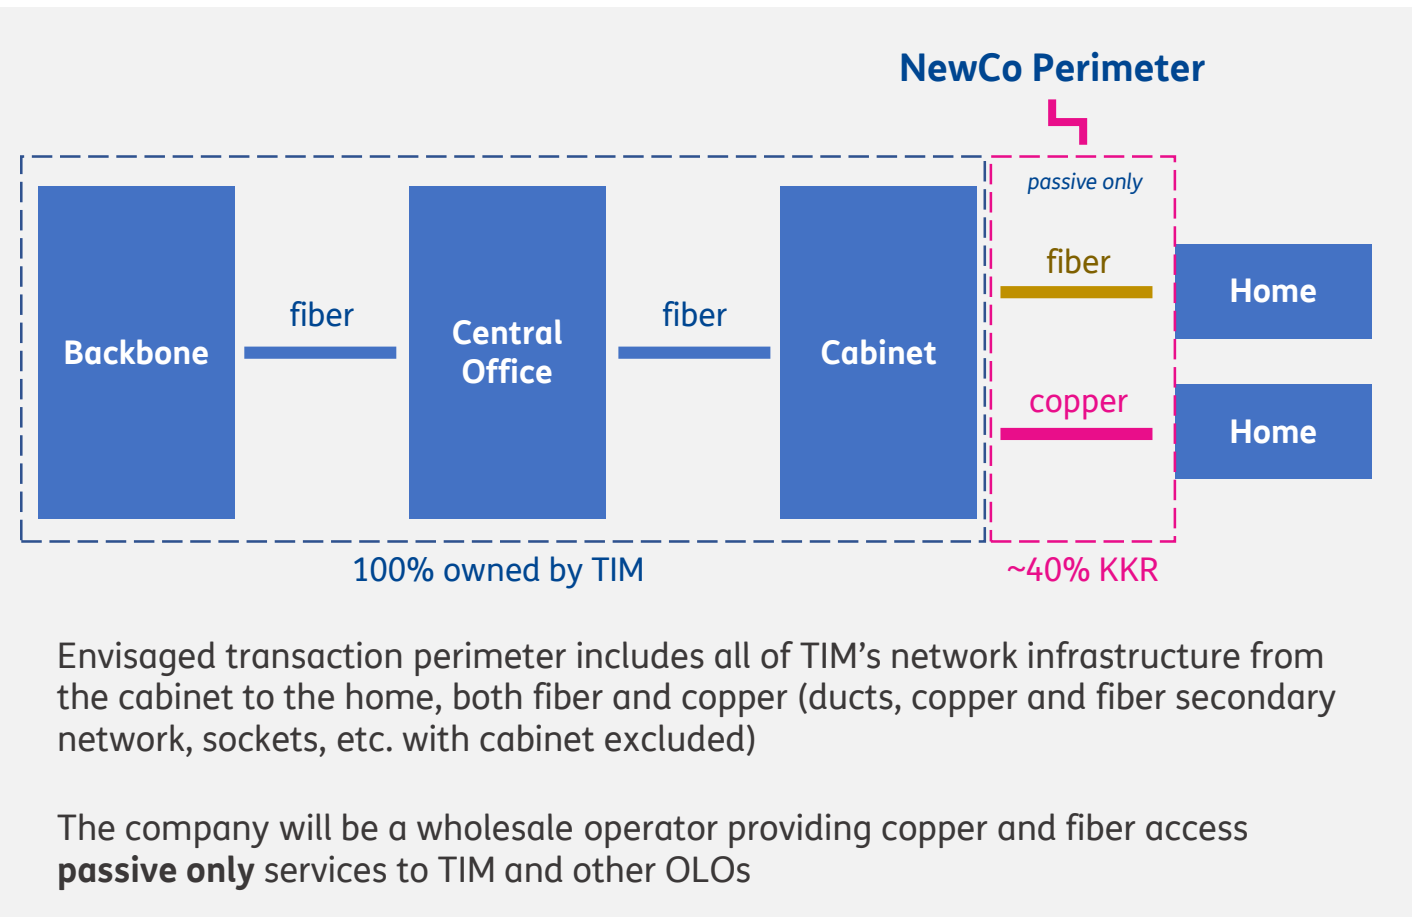 NewCo Perimeter
passive only
fiber
Home
fiber
fiber
Central
Office
Backbone
Cabinet
copper
Home
100% owned by TIM
~40% KKR
Envisaged transaction perimeter includes all of TIM’s network infrastructure from
the cabinet to the home, both fiber and copper (ducts, copper and fiber secondary
network, sockets, etc. with cabinet excluded)
The company will be a wholesale operator providing copper and fiber access
passive only services to TIM and other OLOs